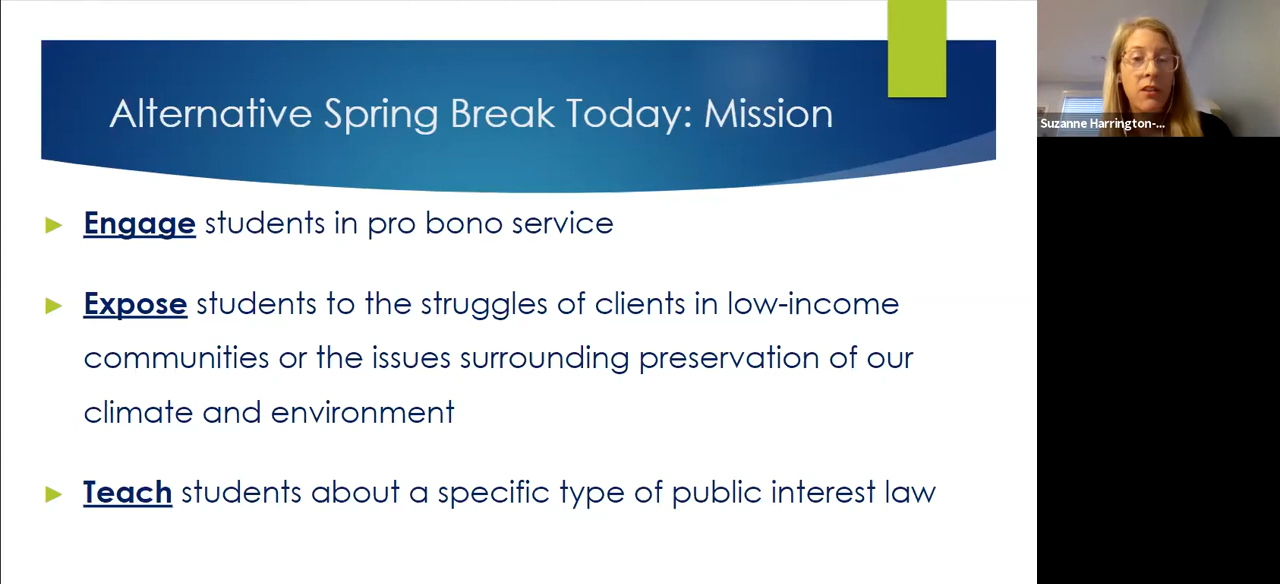 Alternative Spring Break Today: Mission
Engage students in pro bono service
Expose students to the struggles of clients in low-income
communities or the issues surrounding preservation of our
climate and environment
Teach students about a specific type of public interest law
Suzanne Harrington-...